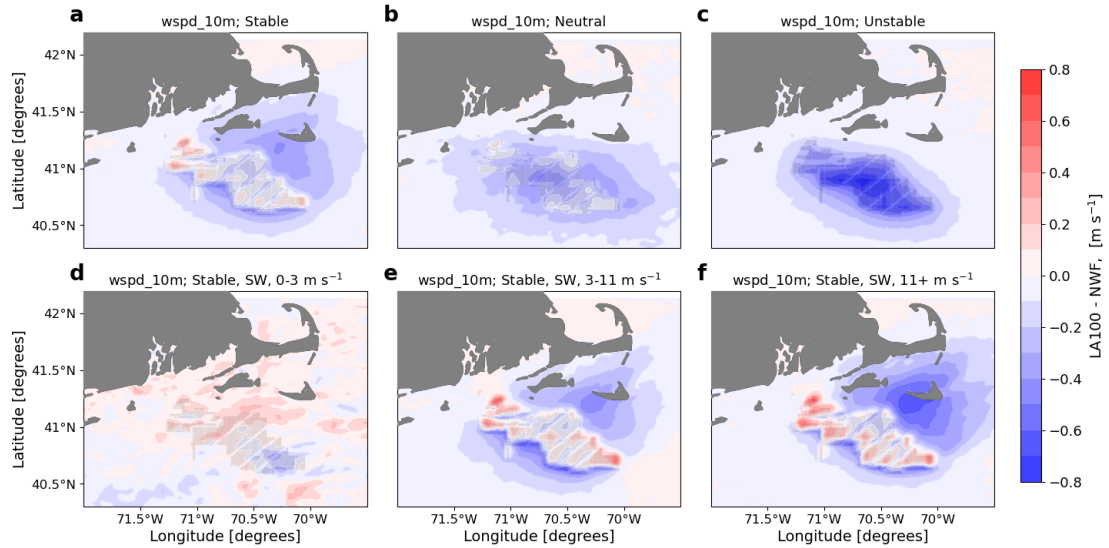 a wspd_10m; Stable
b wspd_10m; Neutral
c wspd_10m; Unstable
42°N
41.5°N
41°N
40.5°N
Latitude [degrees]
d wspd_10m; Stable, SW, 0-3 m s⁻¹
e wspd_10m; Stable, SW, 3-11 m s⁻¹
f wspd_10m; Stable, SW, 11+ m s⁻¹
42°N
41.5°N
41°N
40.5°N
Latitude [degrees]
71.5°W 71°W 70.5°W 70°W
71.5°W 71°W 70.5°W 70°W
71.5°W 71°W 70.5°W 70°W
Longitude [degrees]
Longitude [degrees]
Longitude [degrees]
0.8
0.6
0.4
0.2
0.0
−0.2
−0.4
−0.6
−0.8
LA100 - NWF, [m s⁻¹]